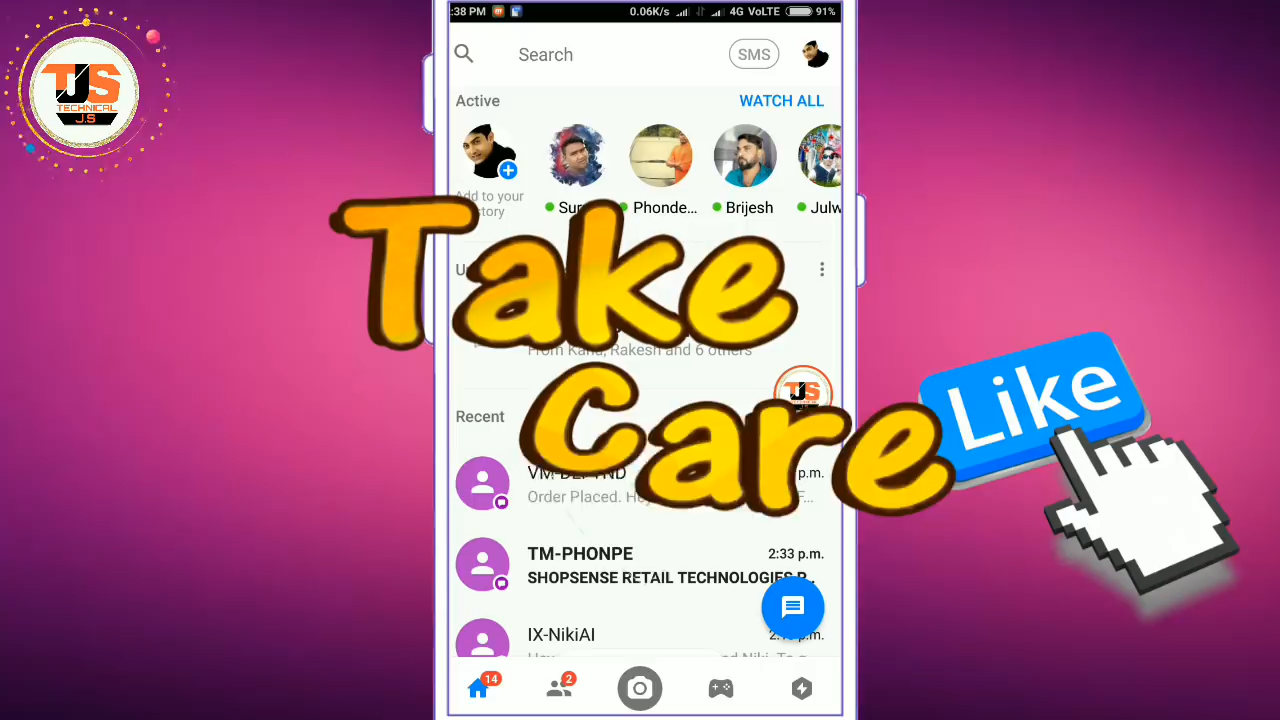 :38 PM 0.06K/s 4G VoLTE 91%
TJS
TECHNICAL
J.S
Search SMS
Active WATCH ALL
Add to your
story
Phonde... Brijesh
Take
From Kana, Rakesh and 6 others
TJS
Like
Care
Recent
p.m.
Order Placed.
TM-PHONPE 2:33 p.m.
SHOPSENSE RETAIL TECHNOLOGIES
IX-NikiAI p.m.
14 2